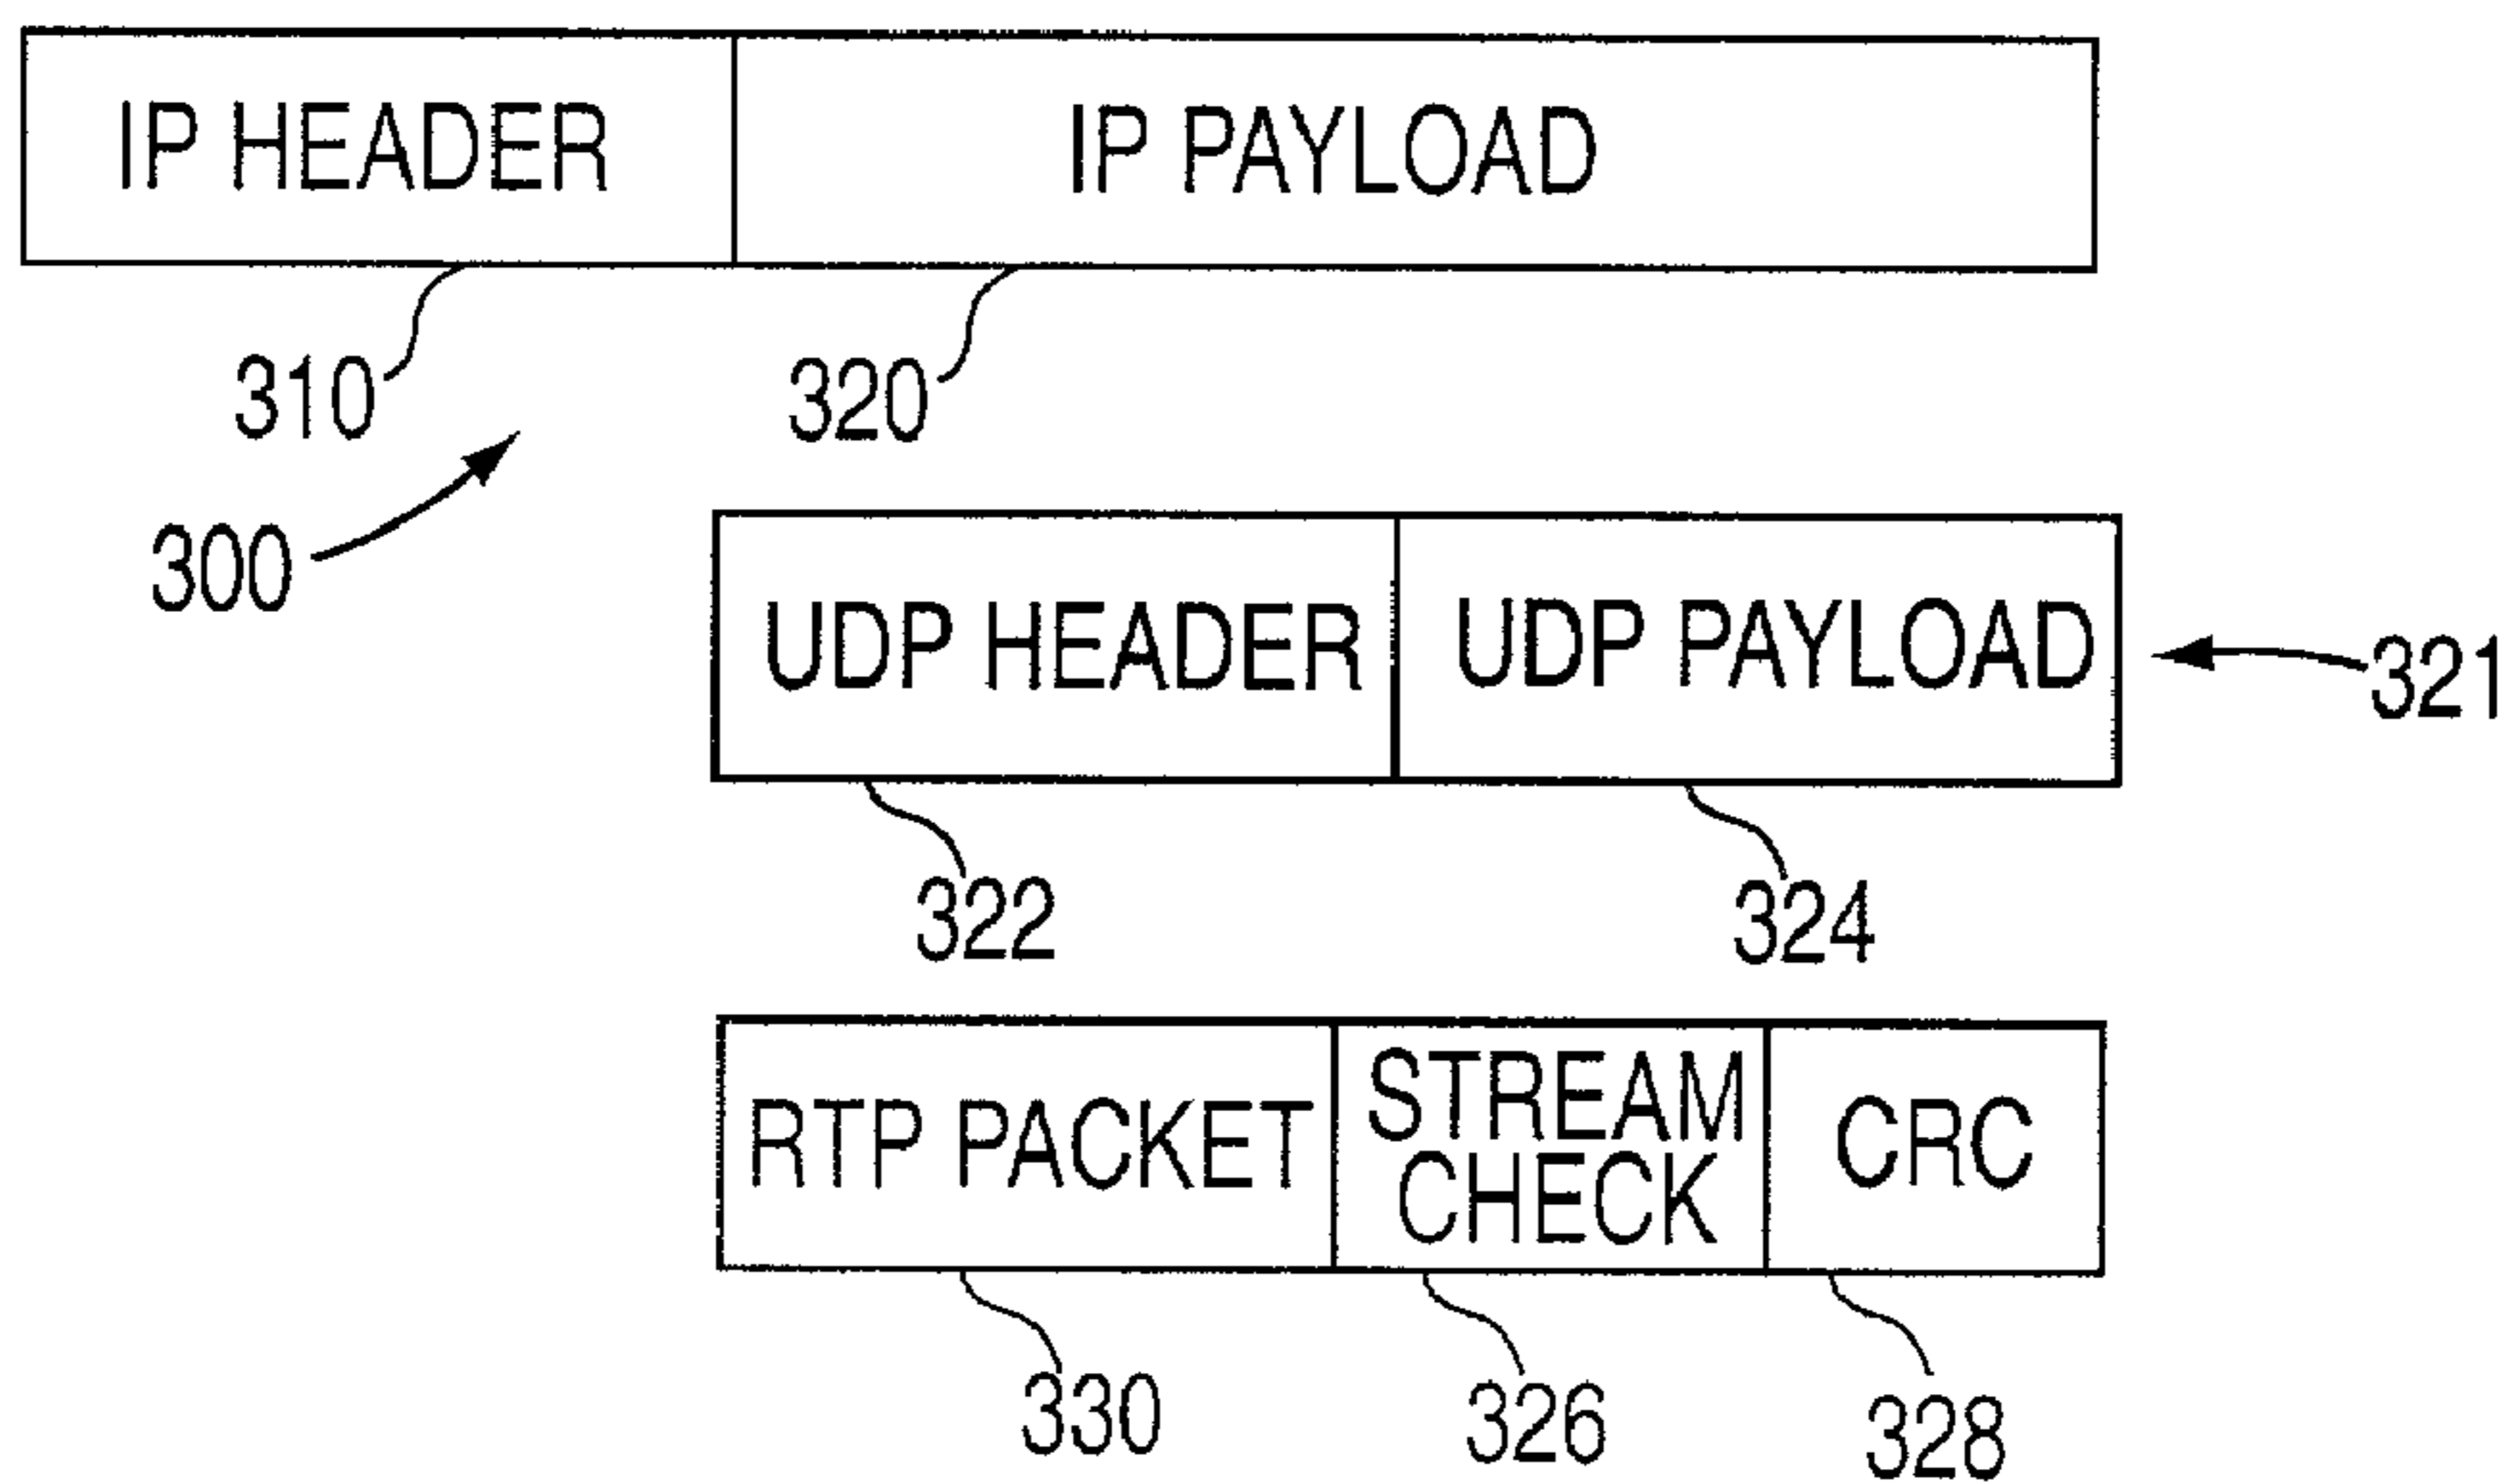 IP HEADER IP PAYLOAD
310 320
300
UDP HEADER UDP PAYLOAD
321
322 324
RTP PACKET STREAM CHECK CRC
330 326 328